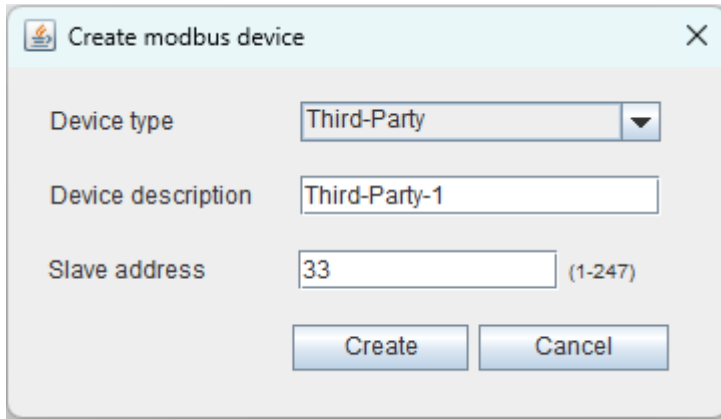 Create modbus device
Device type Third-Party
Device description Third-Party-1
Slave address 33 (1-247)
Create Cancel